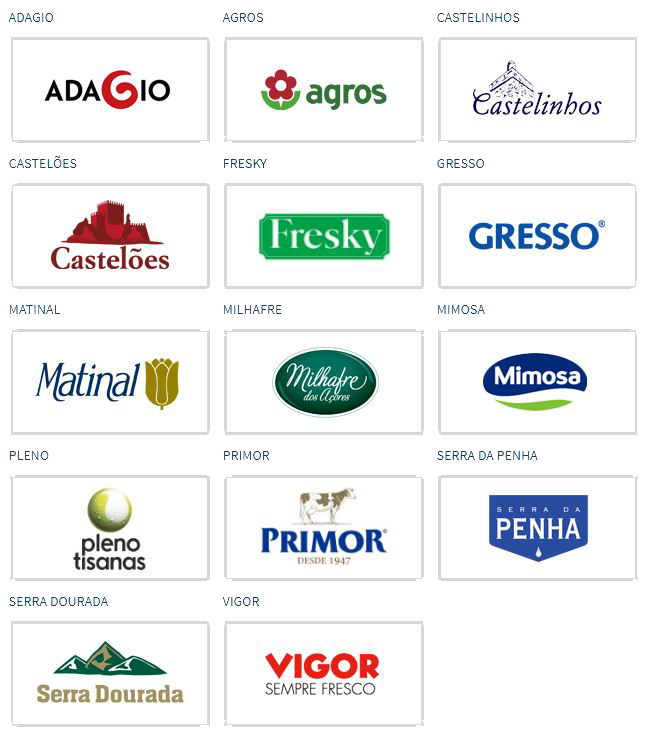 ADAGIO
AGROS
CASTELINHOS
ADAGIO
agros
Castelinhos
CASTELÕES
FRESKY
GRESSO
Castelões
Fresky
GRESSO®
MATINAL
MILHAFRE
MIMOSA
Matinal
Milhafre
dos Açores
Mimosa
PLENO
PRIMOR
SERRA DA PENHA
pleno
tisanas
PRIMOR®
DESDE 1947
SERRA DA
PENHA
SERRA DOURADA
VIGOR
Serra Dourada
VIGOR
SEMPRE FRESCO